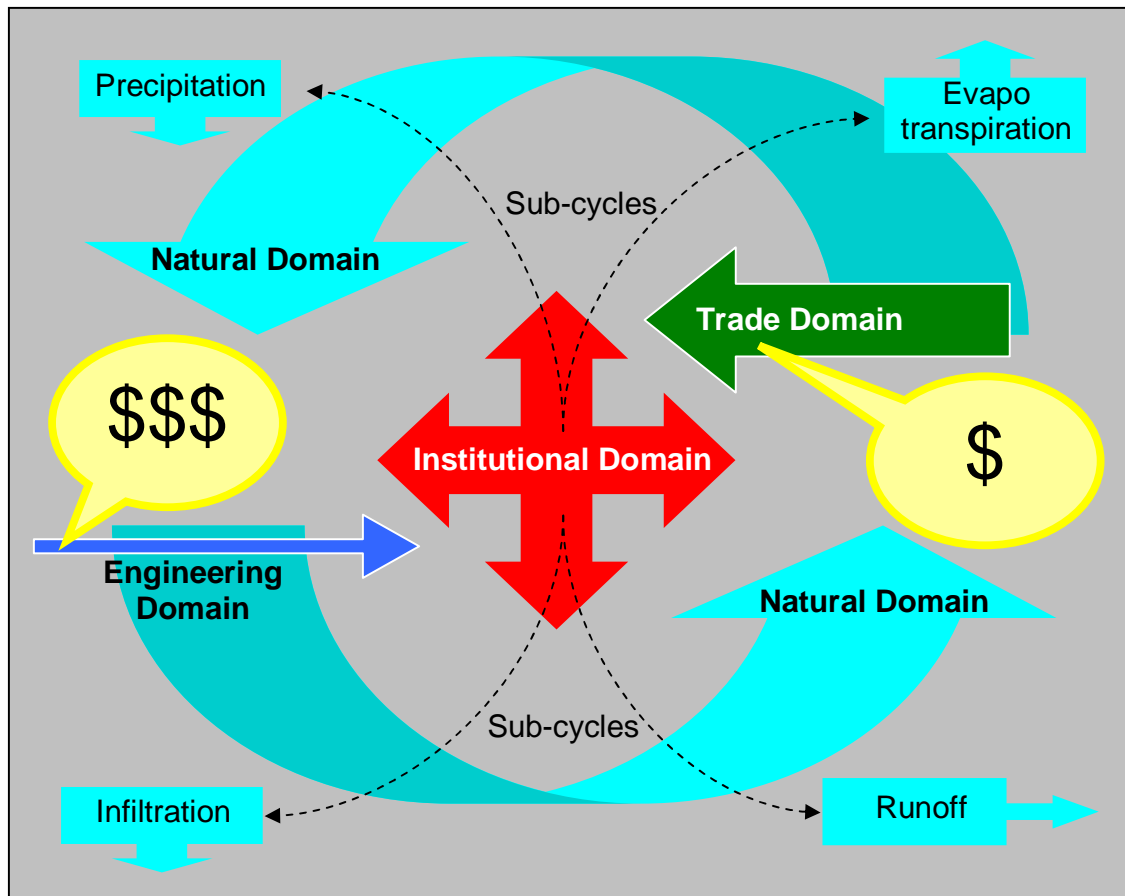 Precipitation
Evapo
transpiration
Sub-cycles
Natural Domain
Trade Domain
$$$
$
Institutional Domain
Engineering
Domain
Natural Domain
Sub-cycles
Infiltration
Runoff